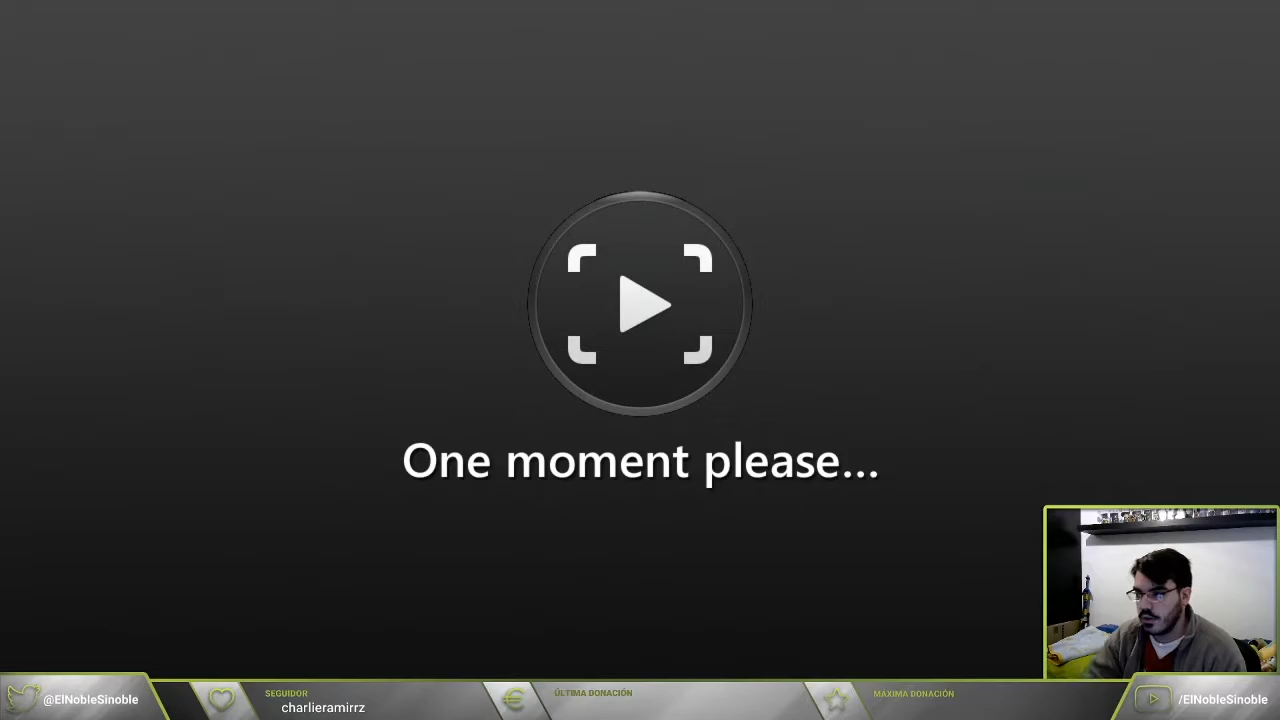 One moment please...
@ElNobleSinoble
SEGUIDOR
charlieramirrz
ÚLTIMA DONACIÓN
MÁXIMA DONACIÓN
/ElNobleSinoble